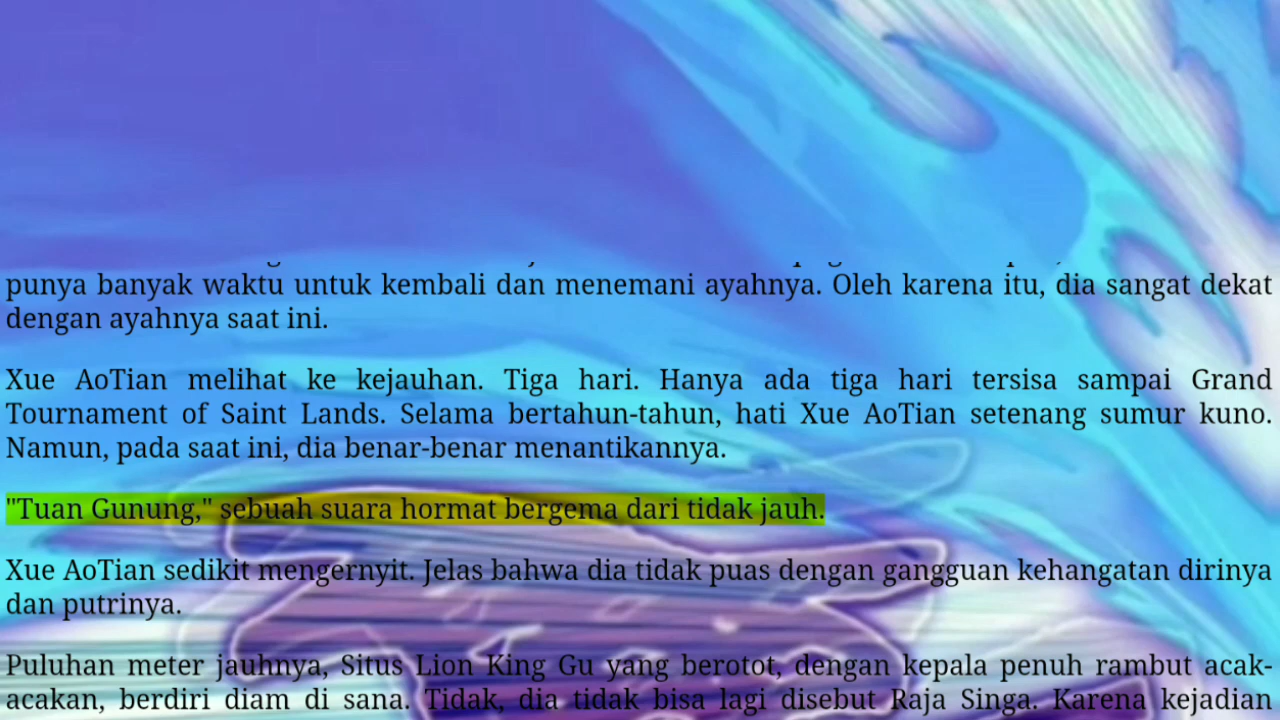 punya banyak waktu untuk kembali dan menemani ayahnya. Oleh karena itu, dia sangat dekat
dengan ayahnya saat ini.
Xue AoTian melihat ke kejauhan. Tiga hari. Hanya ada tiga hari tersisa sampai Grand
Tournament of Saint Lands. Selama bertahun-tahun, hati Xue AoTian setenang sumur kuno.
Namun, pada saat ini, dia benar-benar menantikannya.
"Tuan Gunung," sebuah suara hormat bergema dari tidak jauh.
Xue AoTian sedikit mengernyit. Jelas bahwa dia tidak puas dengan gangguan kehangatan dirinya
dan putrinya.
Puluhan meter jauhnya, Situs Lion King Gu yang berotot, dengan kepala penuh rambut acak-
acakan, berdiri diam di sana. Tidak, dia tidak bisa lagi disebut Raja Singa. Karena kejadian